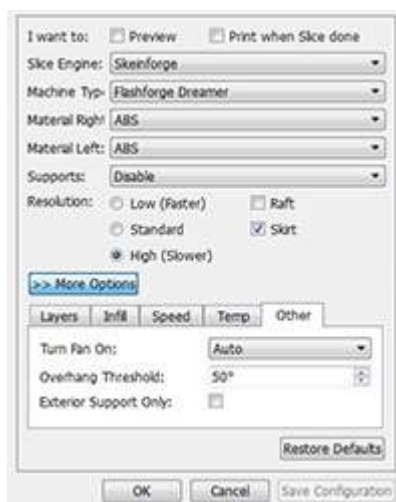 I want to: Preview Print when Slice done
Slice Engine: Skeinforge
Machine Typ Flashforge Dreamer
Material Righ ABS
Material Left: ABS
Supports: Disable
Resolution: Low (Faster) Raft
Standard Skirt
High (Slower)
>> More Options
Layers Infill Speed Temp Other
Turn Fan On: Auto
Overhang Threshold: 50°
Exterior Support Only:
Restore Defaults
OK Cancel Save Configuration